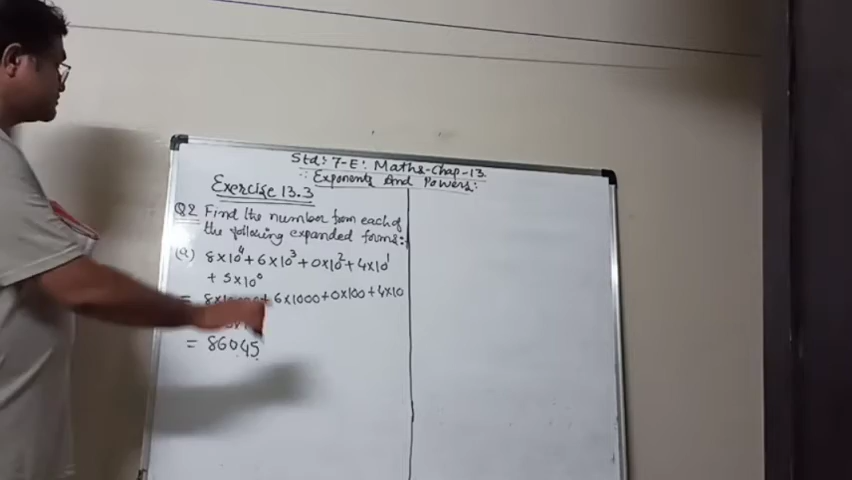 Std: 7-E: Maths-Chap-13
: Exponents And Powers:
Exercise 13.3
Q2 Find the number from each of
the following expanded forms:
(a) 8×10⁴+6×10³+0×10²+4×10¹
+ 5×10⁰
= 8×10000+6×1000+0×100+4×10
= 86045